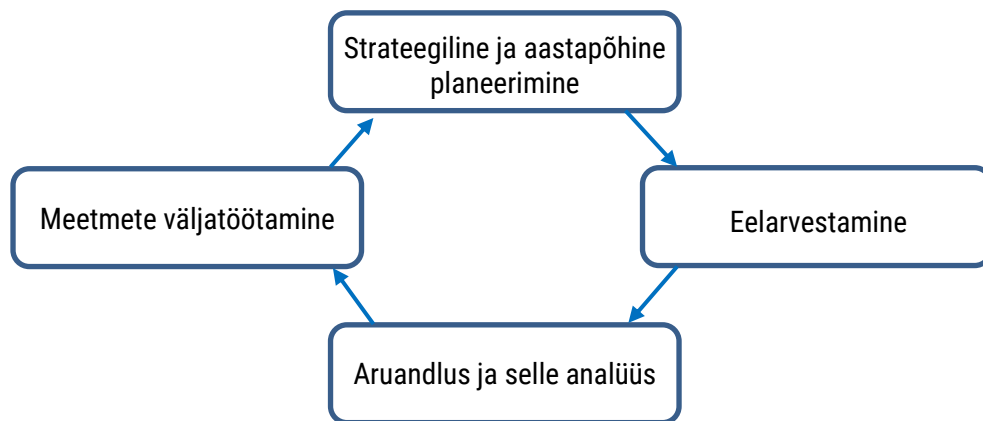 Strateegiline ja aastapõhine
planeerimine
Meetmete väljatöötamine
Eelarvestamine
Aruandlus ja selle analüüs